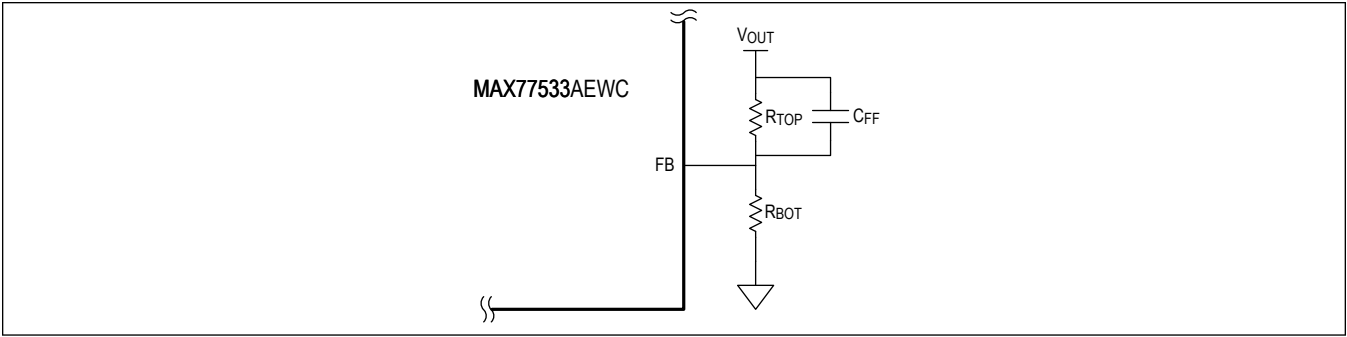 VOUT
MAX77533AEWC
RTOP
CFF
FB
RBOT